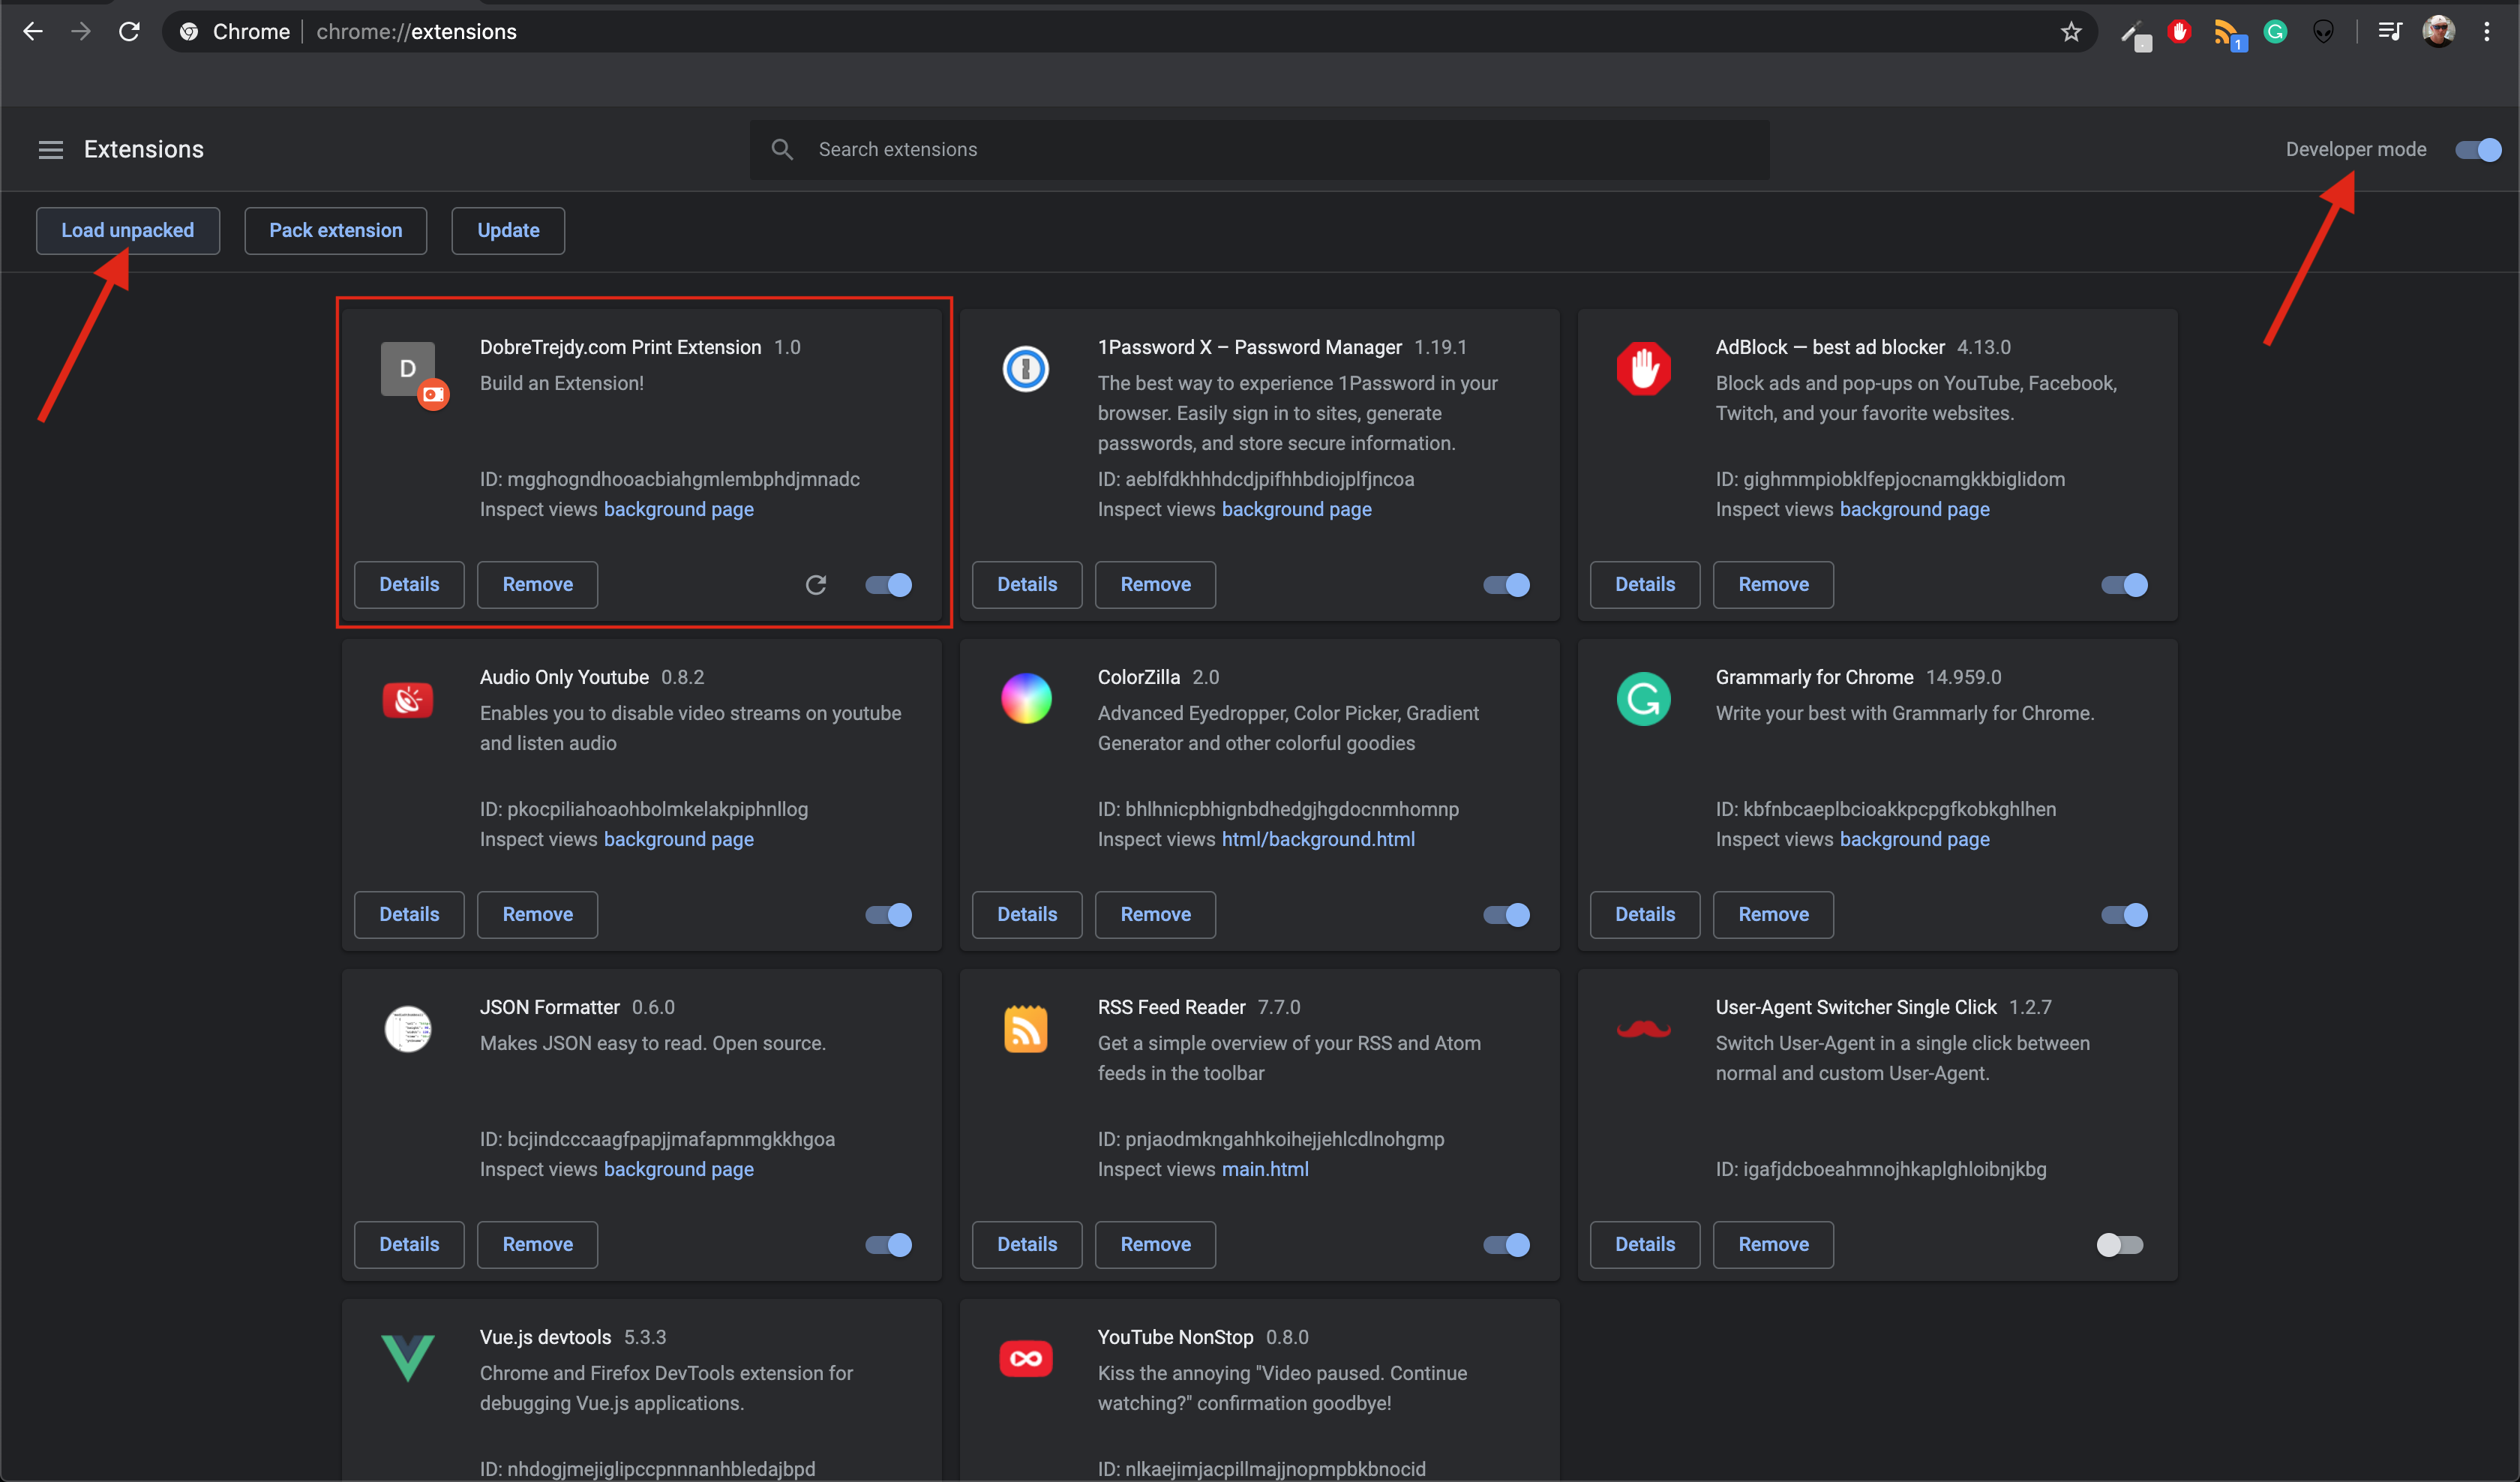 Chrome | chrome://extensions
1
Extensions
Search extensions
Developer mode
Load unpacked
Pack extension
Update
D
DobreTrejdy.com Print Extension 1.0
Build an Extension!
ID: mgghogndhooacbiahgmlembphdjmnadc
Inspect views background page
Details
Remove
1Password X – Password Manager 1.19.1
The best way to experience 1Password in your
browser. Easily sign in to sites, generate
passwords, and store secure information.
ID: aeblfdkhhhdcdjpifhhbdiojplfjncoa
Inspect views background page
Details
Remove
AdBlock — best ad blocker 4.13.0
Block ads and pop-ups on YouTube, Facebook,
Twitch, and your favorite websites.
ID: gighmmpiobklfepjocnamgkkbiglidom
Inspect views background page
Details
Remove
Audio Only Youtube 0.8.2
Enables you to disable video streams on youtube
and listen audio
ID: pkocpiliahoaohbolmkelakpiphnllog
Inspect views background page
Details
Remove
ColorZilla 2.0
Advanced Eyedropper, Color Picker, Gradient
Generator and other colorful goodies
ID: bhlhnicpbhignbdhedgjhgdocnmhomnp
Inspect views html/background.html
Details
Remove
Grammarly for Chrome 14.959.0
Write your best with Grammarly for Chrome.
ID: kbfnbcaeplbcioakkpcpgfkobkghlhen
Inspect views background page
Details
Remove
JSON Formatter 0.6.0
Makes JSON easy to read. Open source.
ID: bcjindcccaagfpapjjmafapmmgkkhgoa
Inspect views background page
Details
Remove
RSS Feed Reader 7.7.0
Get a simple overview of your RSS and Atom
feeds in the toolbar
ID: pnjaodmkngahhkoihejjehlcdlnohgmp
Inspect views main.html
Details
Remove
User-Agent Switcher Single Click 1.2.7
Switch User-Agent in a single click between
normal and custom User-Agent.
ID: igafjdcboeahmnojhkaplghloibnjkbg
Details
Remove
Vue.js devtools 5.3.3
Chrome and Firefox DevTools extension for
debugging Vue.js applications.
ID: nhdogjmejiglipccpnnnanhbledajbpd
YouTube NonStop 0.8.0
Kiss the annoying "Video paused. Continue
watching?" confirmation goodbye!
ID: nlkaejimjacpillmajjnopmpbkbnocid